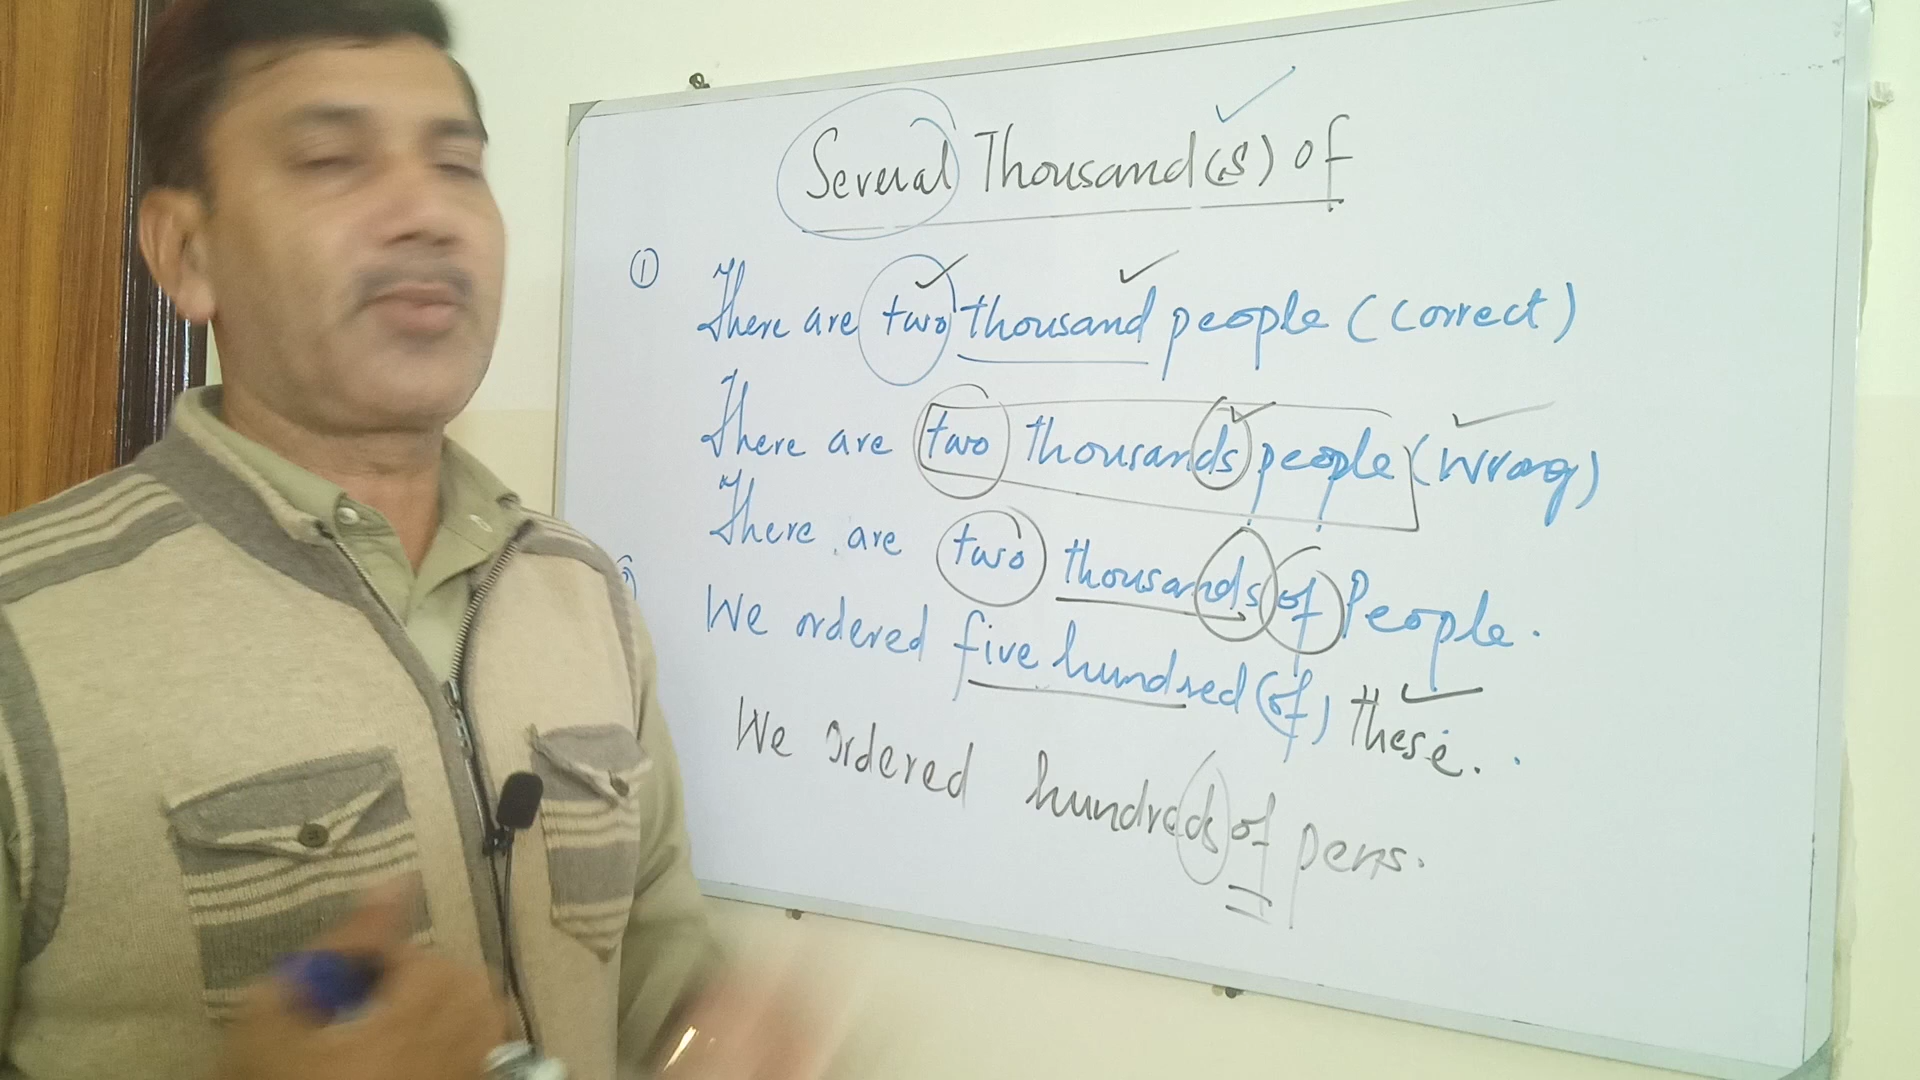 Several Thousand(s) of
① There are two thousand people (correct)
There are two thousands people (wrong)
There are two thousands of People.
We ordered five hundred (of) these.
We ordered hundreds of pens.